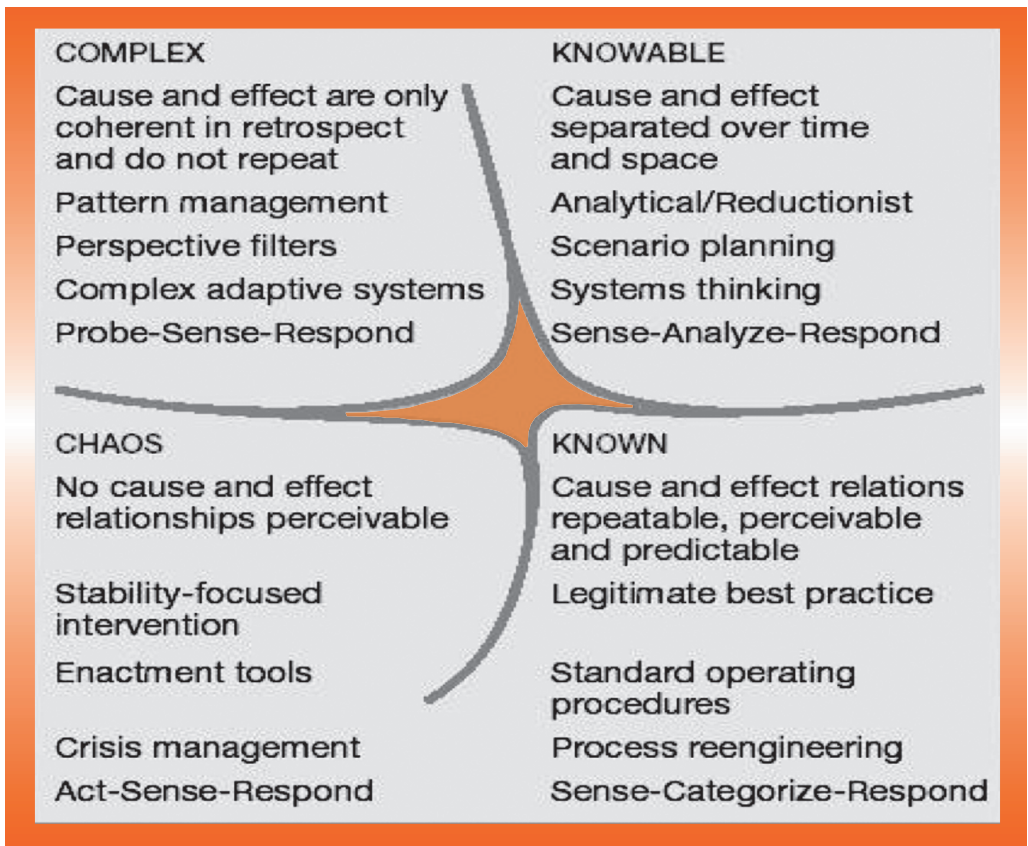 COMPLEX
Cause and effect are only
coherent in retrospect
and do not repeat
Pattern management
Perspective filters
Complex adaptive systems
Probe-Sense-Respond
KNOWABLE
Cause and effect
separated over time
and space
Analytical/Reductionist
Scenario planning
Systems thinking
Sense-Analyze-Respond
CHAOS
No cause and effect
relationships perceivable
Stability-focused
intervention
Enactment tools
Crisis management
Act-Sense-Respond
KNOWN
Cause and effect relations
repeatable, perceivable
and predictable
Legitimate best practice
Standard operating
procedures
Process reengineering
Sense-Categorize-Respond